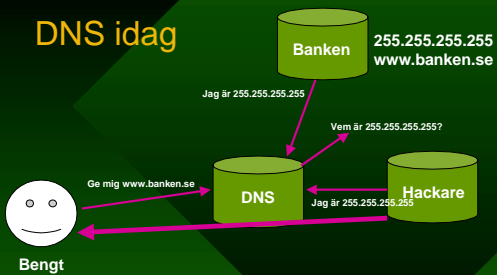 DNS idag
Banken
255.255.255.255
www.banken.se
Jag är 255.255.255.255
Vem är 255.255.255.255?
Ge mig www.banken.se
DNS
Jag är 255.255.255.255
Hackare
Bengt